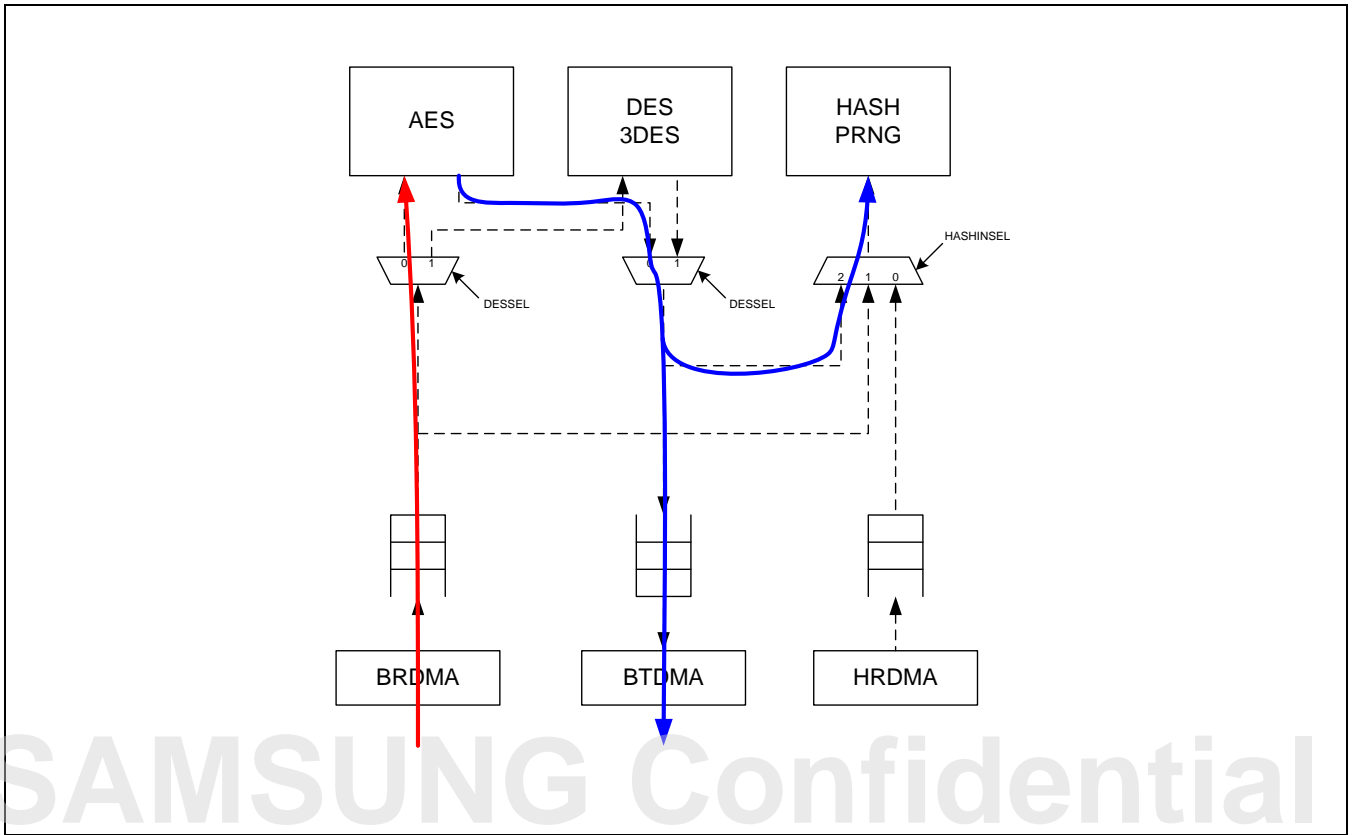 AES
DES
3DES
HASH
PRNG
HASHINSEL
0 1
0 1
2 1 0
DESSEL
DESSEL
BRDMA
BTDMA
HRDMA
SAMSUNG Confidential